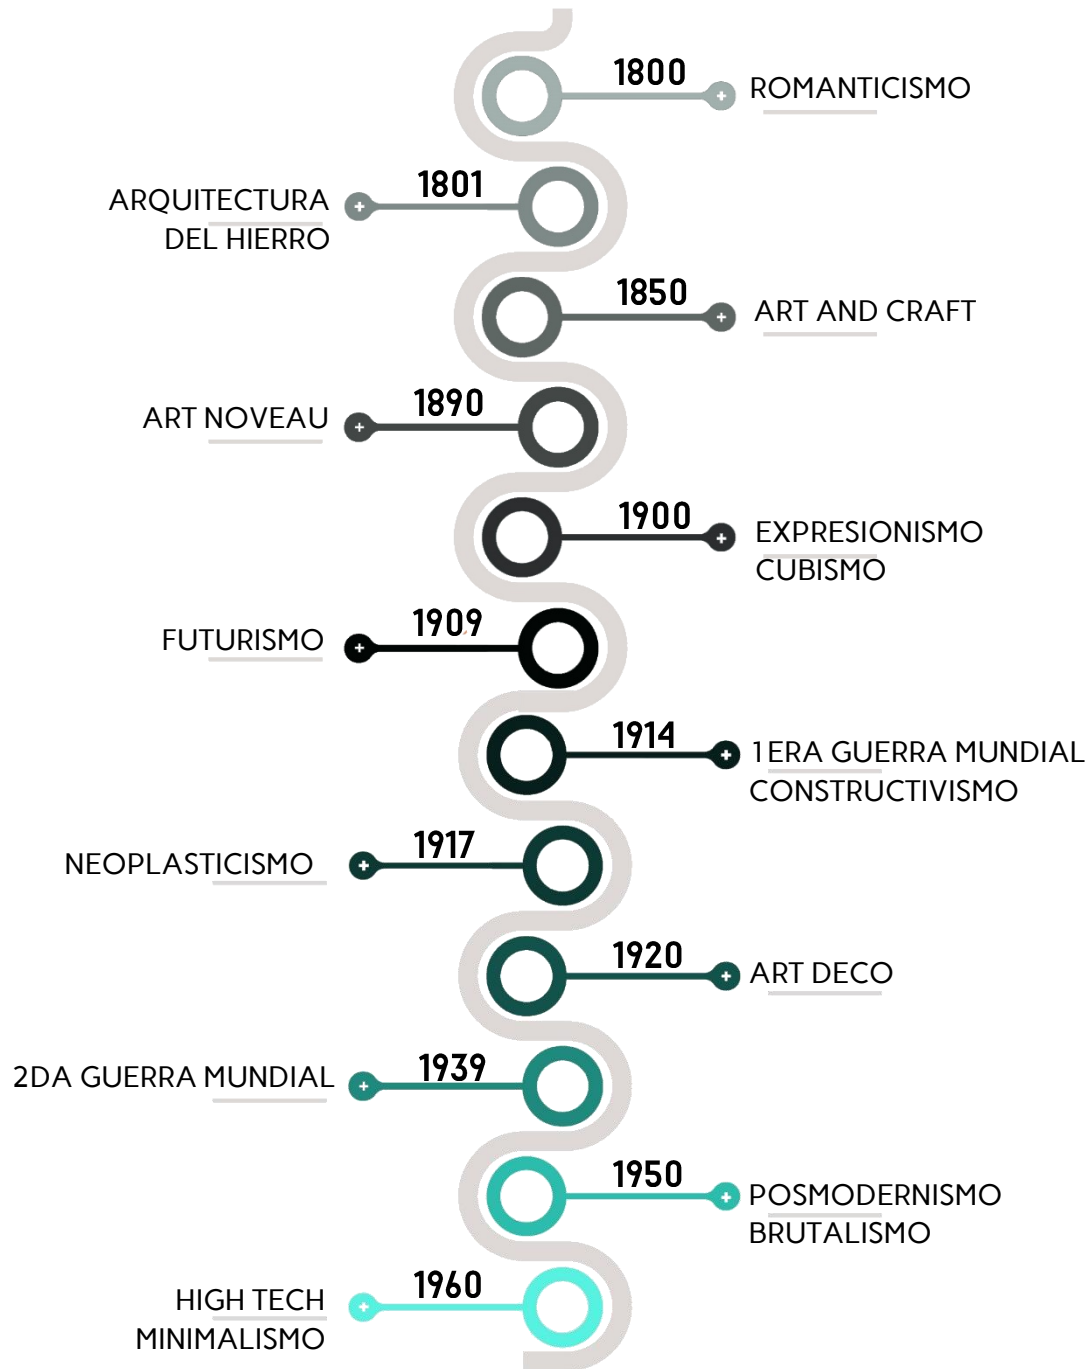 1800
ROMANTICISMO
1801
ARQUITECTURA
DEL HIERRO
1850
ART AND CRAFT
1890
ART NOVEAU
1900
EXPRESIONISMO
CUBISMO
1909
FUTURISMO
1914
1ERA GUERRA MUNDIAL
CONSTRUCTIVISMO
1917
NEOPLASTICISMO
1920
ART DECO
1939
2DA GUERRA MUNDIAL
1950
POSMODERNISMO
BRUTALISMO
1960
HIGH TECH
MINIMALISMO